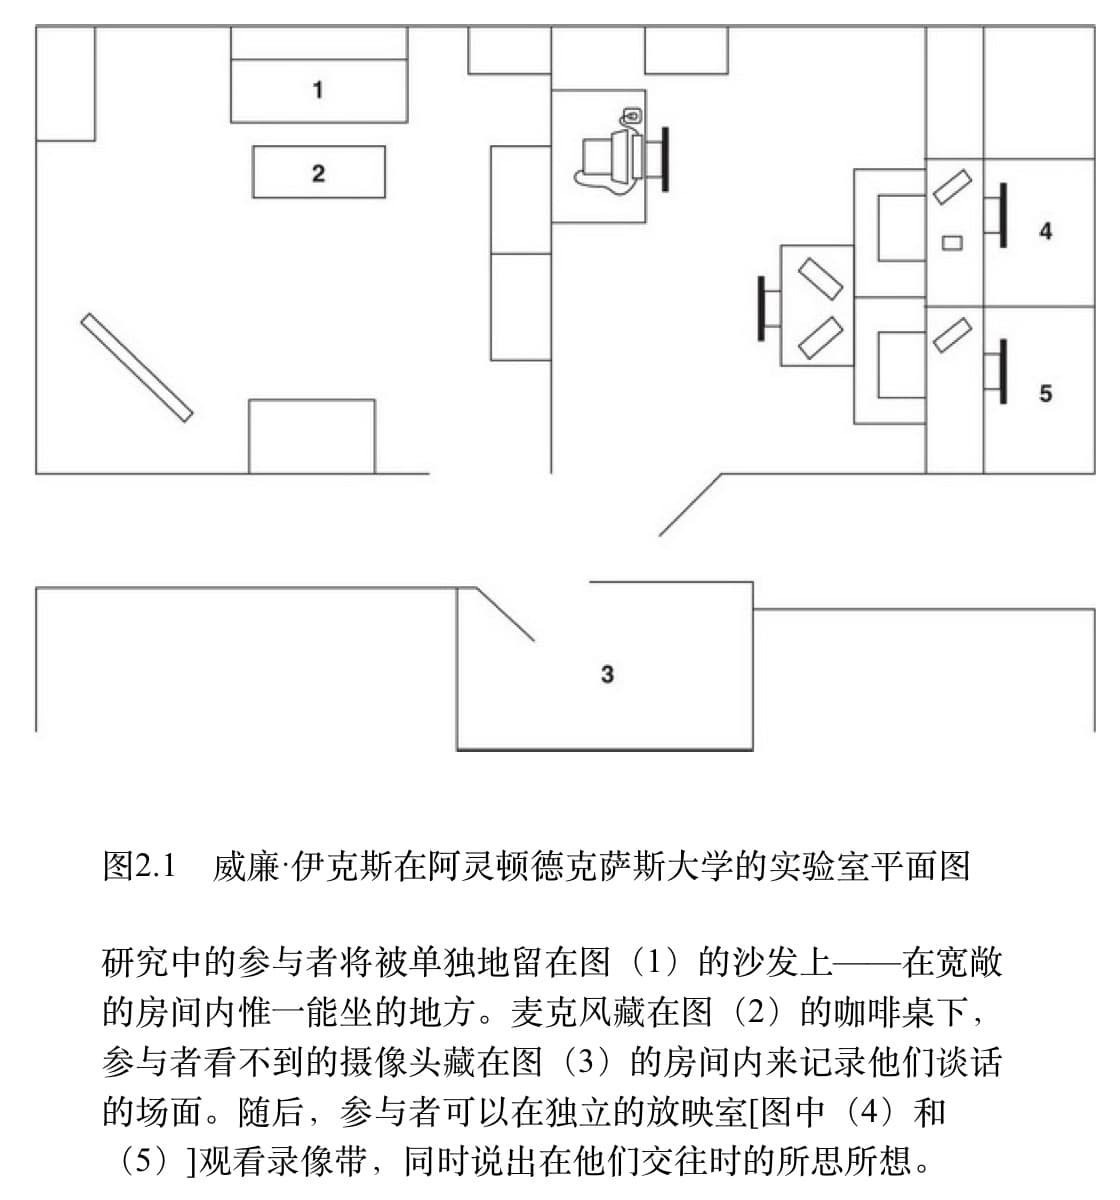 1
2
4
5
3
图2.1 威廉·伊克斯在阿灵顿德克萨斯大学的实验室平面图
研究中的参与者将被单独地留在图（1）的沙发上——在宽敞
的房间内惟一能坐的地方。麦克风藏在图（2）的咖啡桌下，
参与者看不到的摄像头藏在图（3）的房间内来记录他们谈话
的场面。随后，参与者可以在独立的放映室[图中（4）和
（5）]观看录像带，同时说出在他们交往时的所思所想。